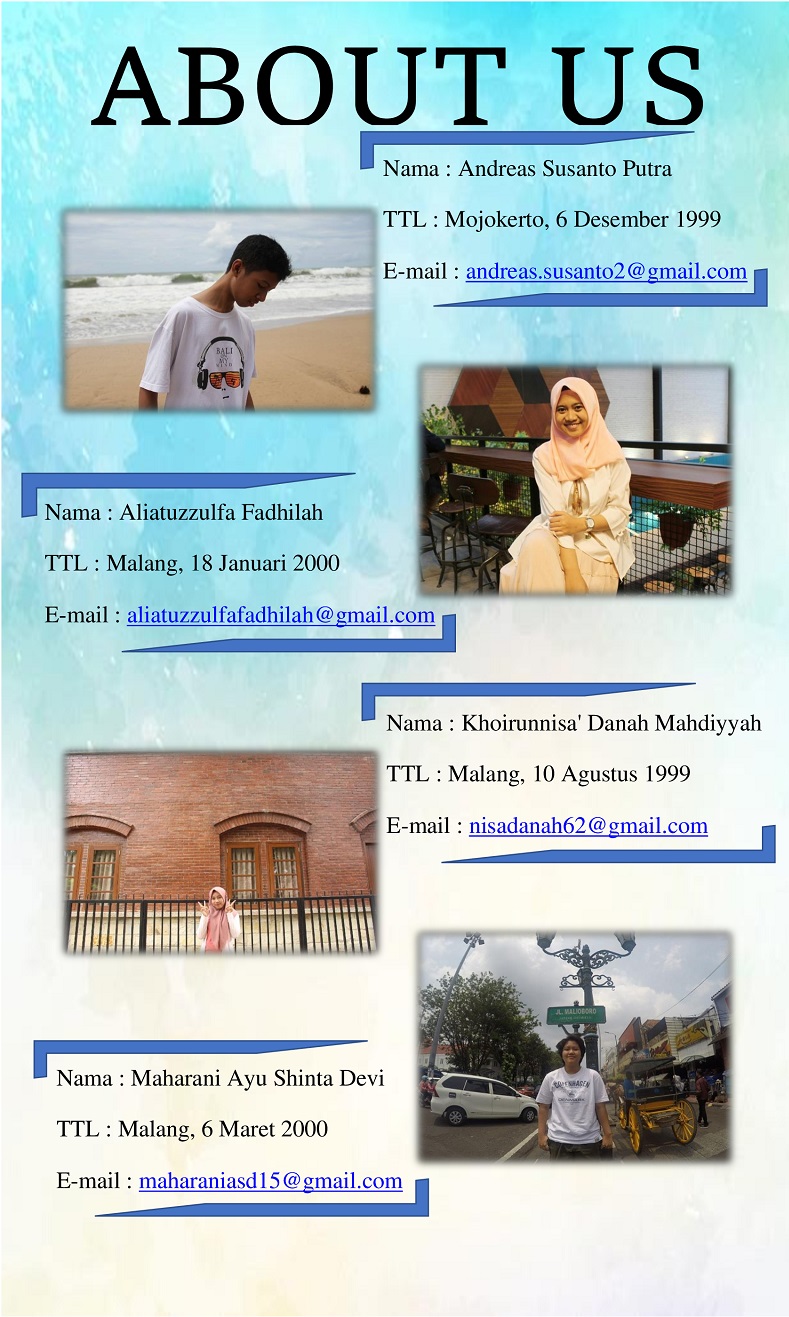 ABOUT US
Nama : Andreas Susanto Putra
TTL : Mojokerto, 6 Desember 1999
E-mail : andreas.susanto2@gmail.com
BALI
Nama : Aliatuzzulfa Fadhilah
TTL : Malang, 18 Januari 2000
E-mail : aliatuzzulfafadhilah@gmail.com
Nama : Khoirunnisa' Danah Mahdiyyah
TTL : Malang, 10 Agustus 1999
E-mail : nisadanah62@gmail.com
JL. MALIOBORO
COPENHAGEN
Nama : Maharani Ayu Shinta Devi
TTL : Malang, 6 Maret 2000
E-mail : maharaniasd15@gmail.com